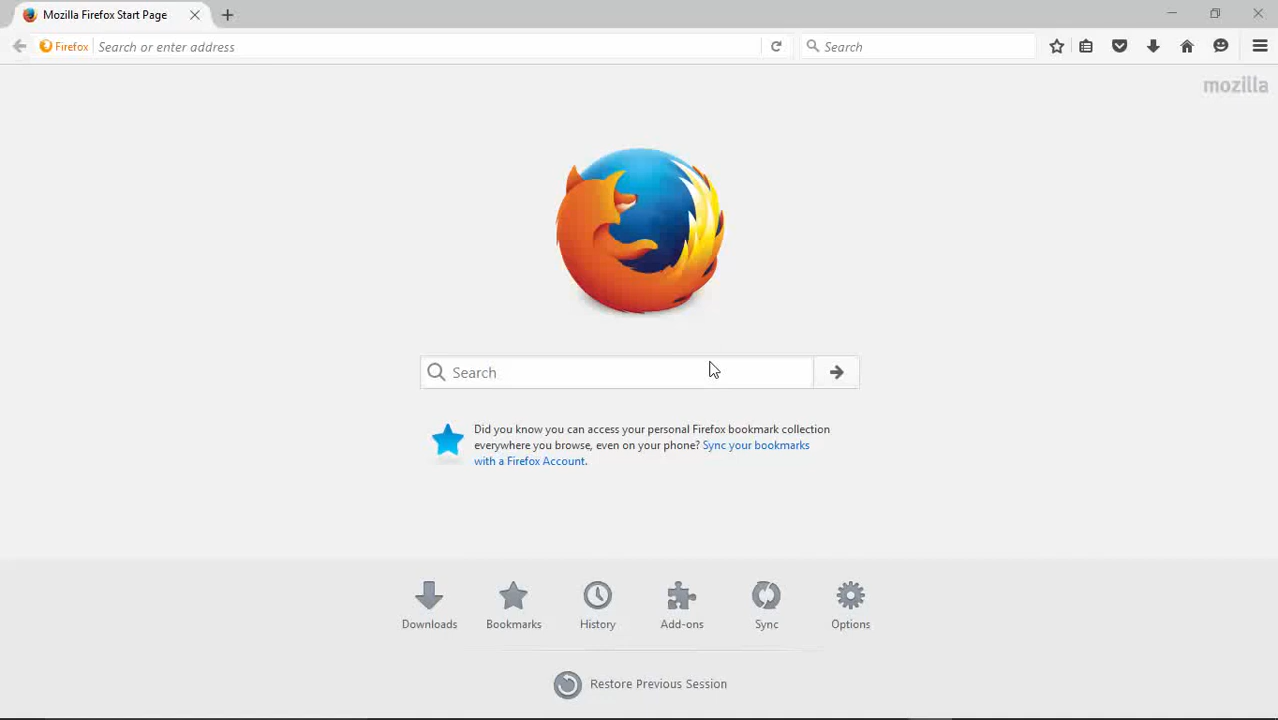 Mozilla Firefox Start Page
Firefox Search or enter address Search
mozilla
Search
Did you know you can access your personal Firefox bookmark collection
everywhere you browse, even on your phone? Sync your bookmarks
with a Firefox Account.
Downloads Bookmarks History Add-ons Sync Options
Restore Previous Session